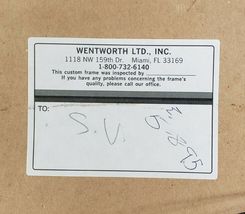 WENTWORTH LTD., INC.
1118 NW 159th Dr. Miami, FL 33169
1-800-732-6140
This custom frame was inspected by
If you have any problems concerning the frame's
quality, please call our office.
TO:
S.V.